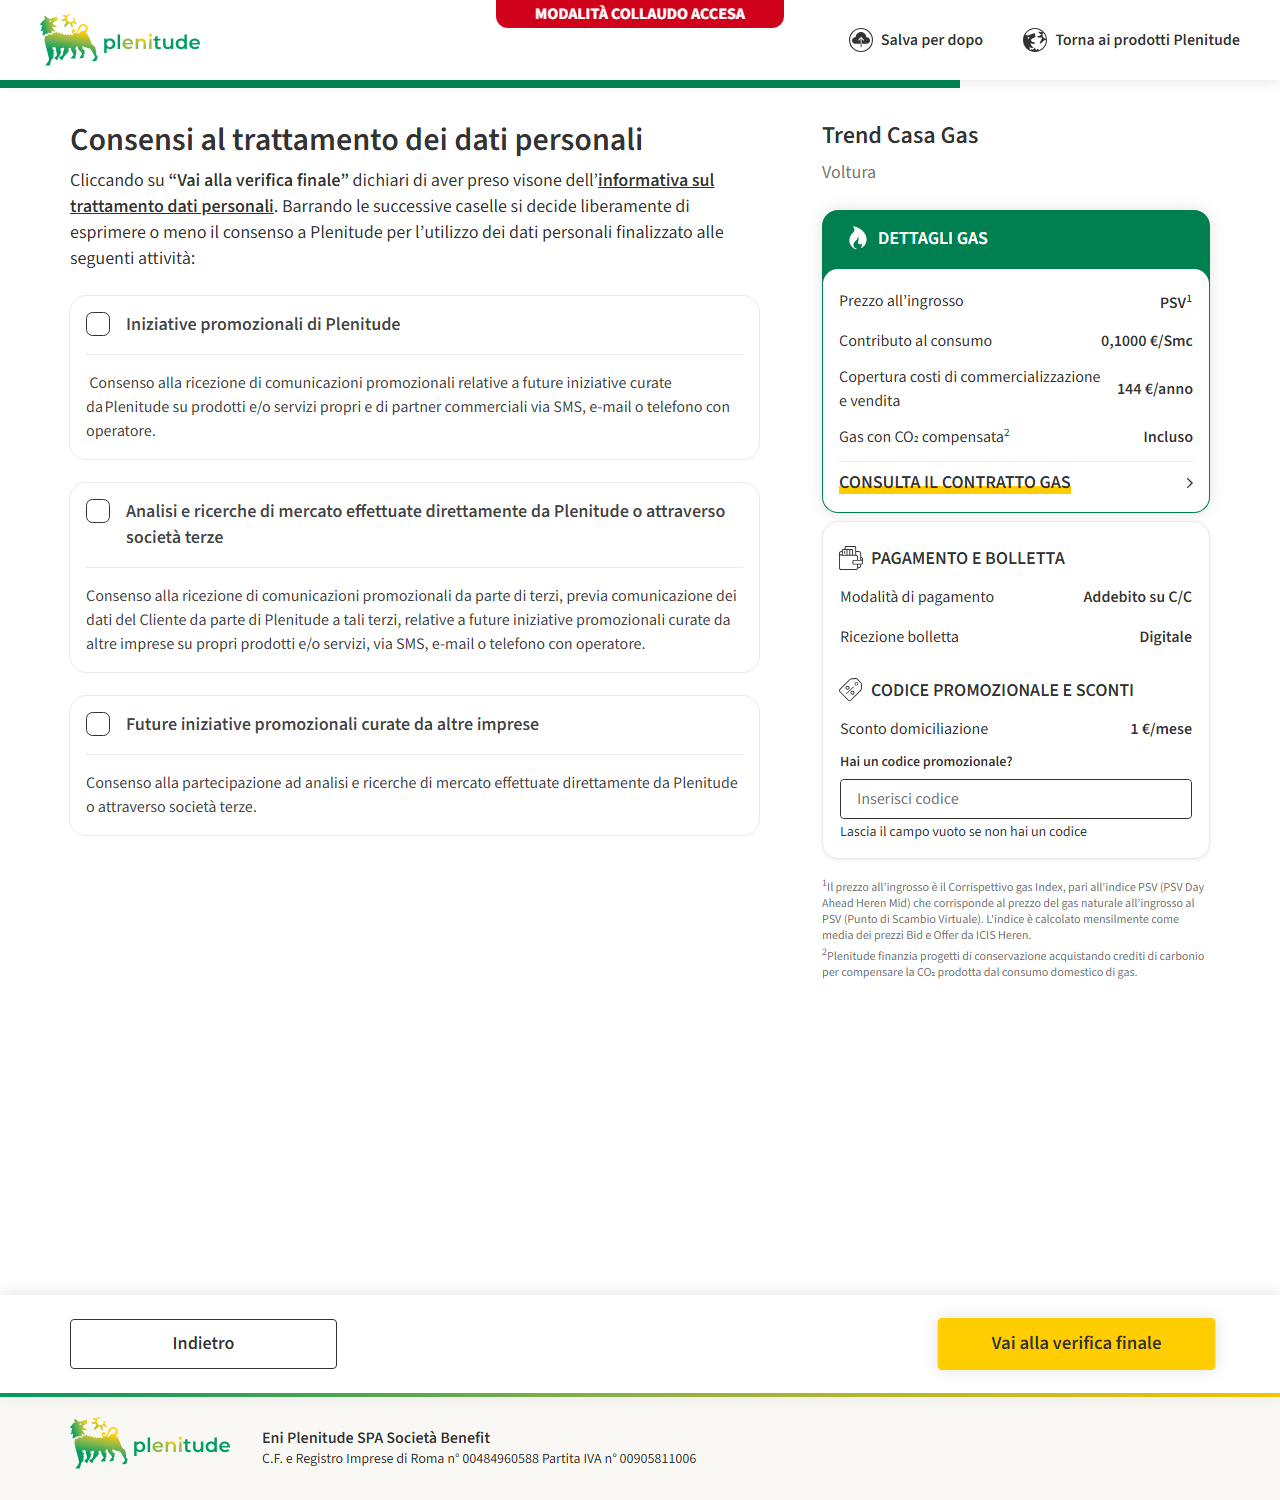 plenitude
MODALITÀ COLLAUDO ACCESA
Salva per dopo
Torna ai prodotti Plenitude
Consensi al trattamento dei dati personali
Cliccando su “Vai alla verifica finale” dichiari di aver preso visone dell’informativa sul
trattamento dati personali. Barrando le successive caselle si decide liberamente di
esprimere o meno il consenso a Plenitude per l’utilizzo dei dati personali finalizzato alle
seguenti attività:
Iniziative promozionali di Plenitude
Consenso alla ricezione di comunicazioni promozionali relative a future iniziative curate
da Plenitude su prodotti e/o servizi propri e di partner commerciali via SMS, e-mail o telefono con
operatore.
Analisi e ricerche di mercato effettuate direttamente da Plenitude o attraverso
società terze
Consenso alla ricezione di comunicazioni promozionali da parte di terzi, previa comunicazione dei
dati del Cliente da parte di Plenitude a tali terzi, relative a future iniziative promozionali curate da
altre imprese su propri prodotti e/o servizi, via SMS, e-mail o telefono con operatore.
Future iniziative promozionali curate da altre imprese
Consenso alla partecipazione ad analisi e ricerche di mercato effettuate direttamente da Plenitude
o attraverso società terze.
Trend Casa Gas
Voltura
DETTAGLI GAS
Prezzo all’ingrosso PSV¹
Contributo al consumo 0,1000 €/Smc
Copertura costi di commercializzazione
e vendita 144 €/anno
Gas con CO₂ compensata² Incluso
CONSULTA IL CONTRATTO GAS
PAGAMENTO E BOLLETTA
Modalità di pagamento Addebito su C/C
Ricezione bolletta Digitale
CODICE PROMOZIONALE E SCONTI
Sconto domiciliazione 1 €/mese
Hai un codice promozionale?
Inserisci codice
Lascia il campo vuoto se non hai un codice
¹Il prezzo all’ingrosso è il Corrispettivo gas Index, pari all'indice PSV (PSV Day
Ahead Heren Mid) che corrisponde al prezzo del gas naturale all’ingrosso al
PSV (Punto di Scambio Virtuale). L’indice è calcolato mensilmente come
media dei prezzi Bid e Offer da ICIS Heren.
²Plenitude finanzia progetti di conservazione acquistando crediti di carbonio
per compensare la CO₂ prodotta dal consumo domestico di gas.
Indietro
Vai alla verifica finale
plenitude
Eni Plenitude SPA Società Benefit
C.F. e Registro Imprese di Roma n° 00484960588 Partita IVA n° 00905811006